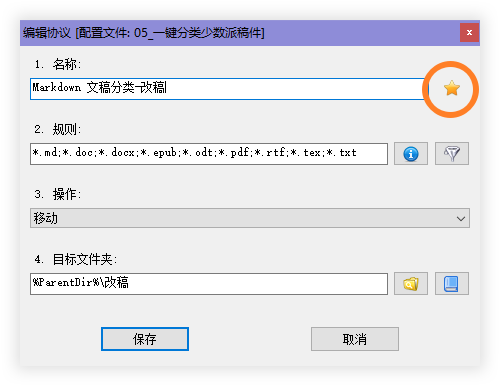 编辑协议 [配置文件: 05_一键分类少数派稿件]
x
1. 名称:
Markdown 文稿分类-改稿
2. 规则:
*.md;*.doc;*.docx;*.epub;*.odt;*.pdf;*.rtf;*.tex;*.txt
3. 操作:
移动
4. 目标文件夹:
%ParentDir%\改稿
保存
取消